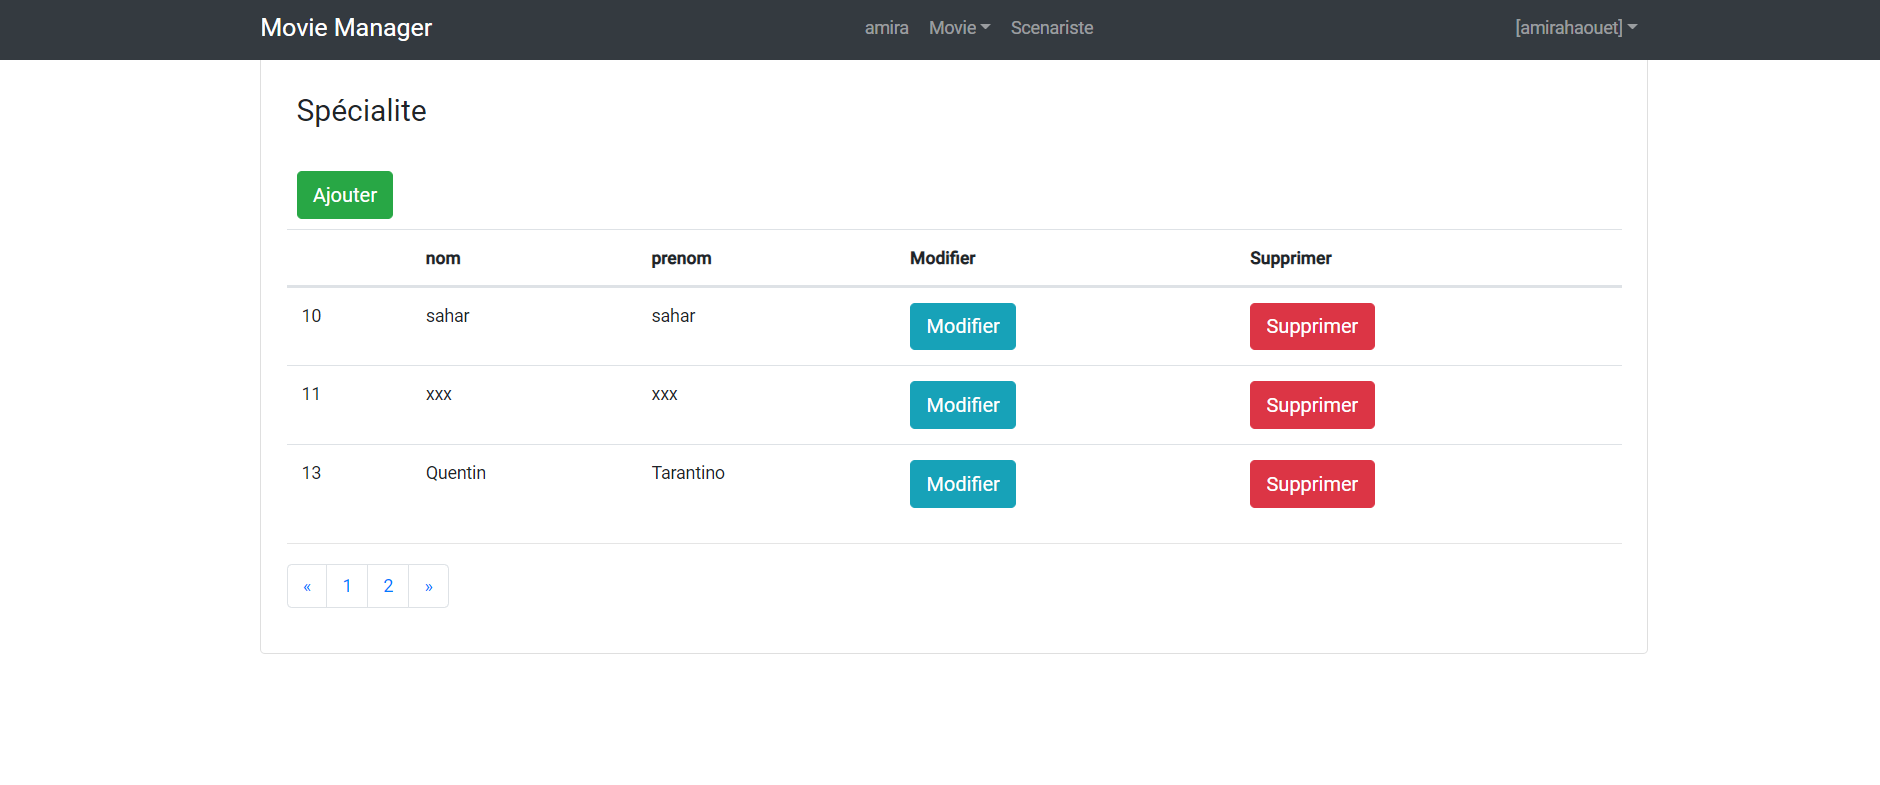 Movie Manager amira Movie Scenariste [amirahaouet]
Spécialite
Ajouter
nom prenom Modifier Supprimer
10 sahar sahar Modifier Supprimer
11 xxx xxx Modifier Supprimer
13 Quentin Tarantino Modifier Supprimer
« 1 2 »